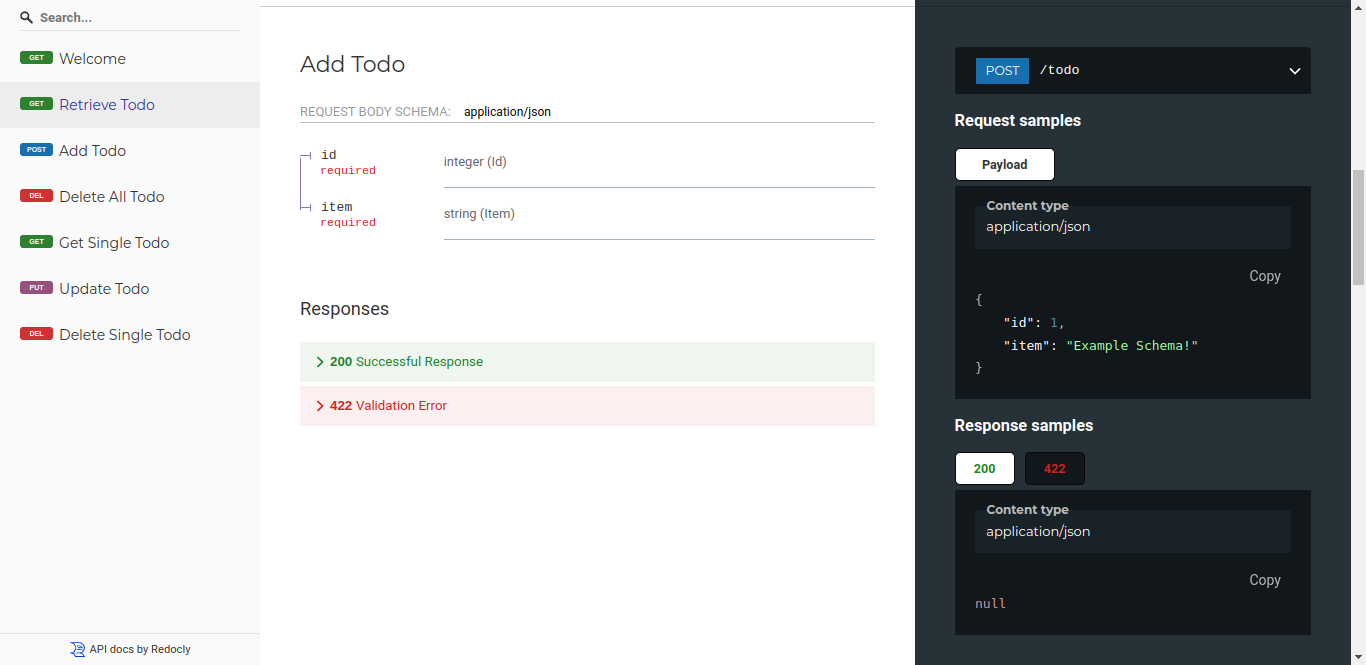 Search...
GET Welcome
GET Retrieve Todo
POST Add Todo
DEL Delete All Todo
GET Get Single Todo
PUT Update Todo
DEL Delete Single Todo
API docs by Redocly
Add Todo
REQUEST BODY SCHEMA: application/json
id
required
integer (Id)
item
required
string (Item)
Responses
200 Successful Response
422 Validation Error
POST /todo
Request samples
Payload
Content type
application/json
Copy
{
"id": 1,
"item": "Example Schema!"
}
Response samples
200 422
Content type
application/json
Copy
null